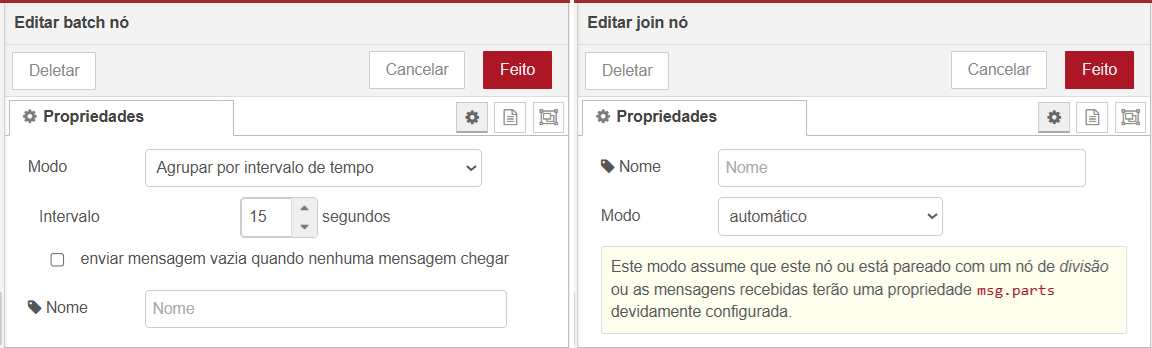 Editar batch nó
Deletar
Cancelar
Feito
Propriedades
Modo
Agrupar por intervalo de tempo
Intervalo
15
segundos
enviar mensagem vazia quando nenhuma mensagem chegar
Nome
Nome
Editar join nó
Deletar
Cancelar
Feito
Propriedades
Nome
Nome
Modo
automático
Este modo assume que este nó ou está pareado com um nó de divisão
ou as mensagens recebidas terão uma propriedade msg.parts
devidamente configurada.